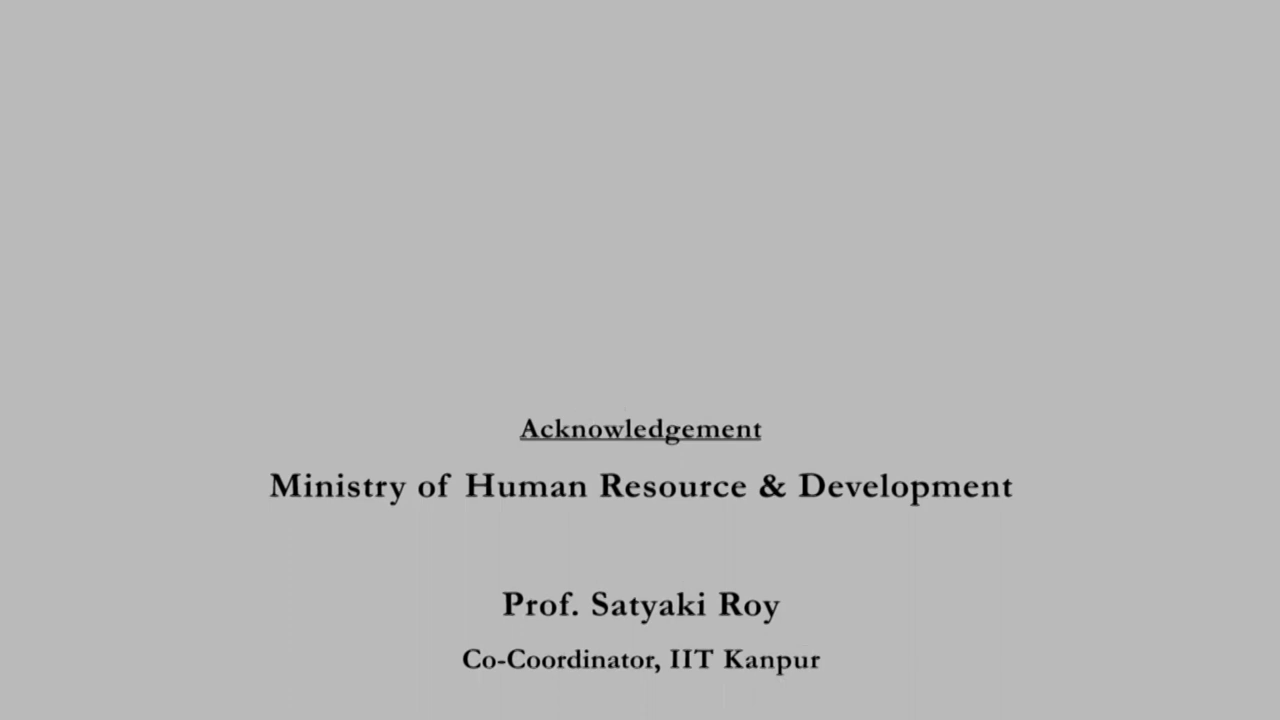 Acknowledgement
Ministry of Human Resource & Development
Prof. Satyaki Roy
Co-Coordinator, IIT Kanpur